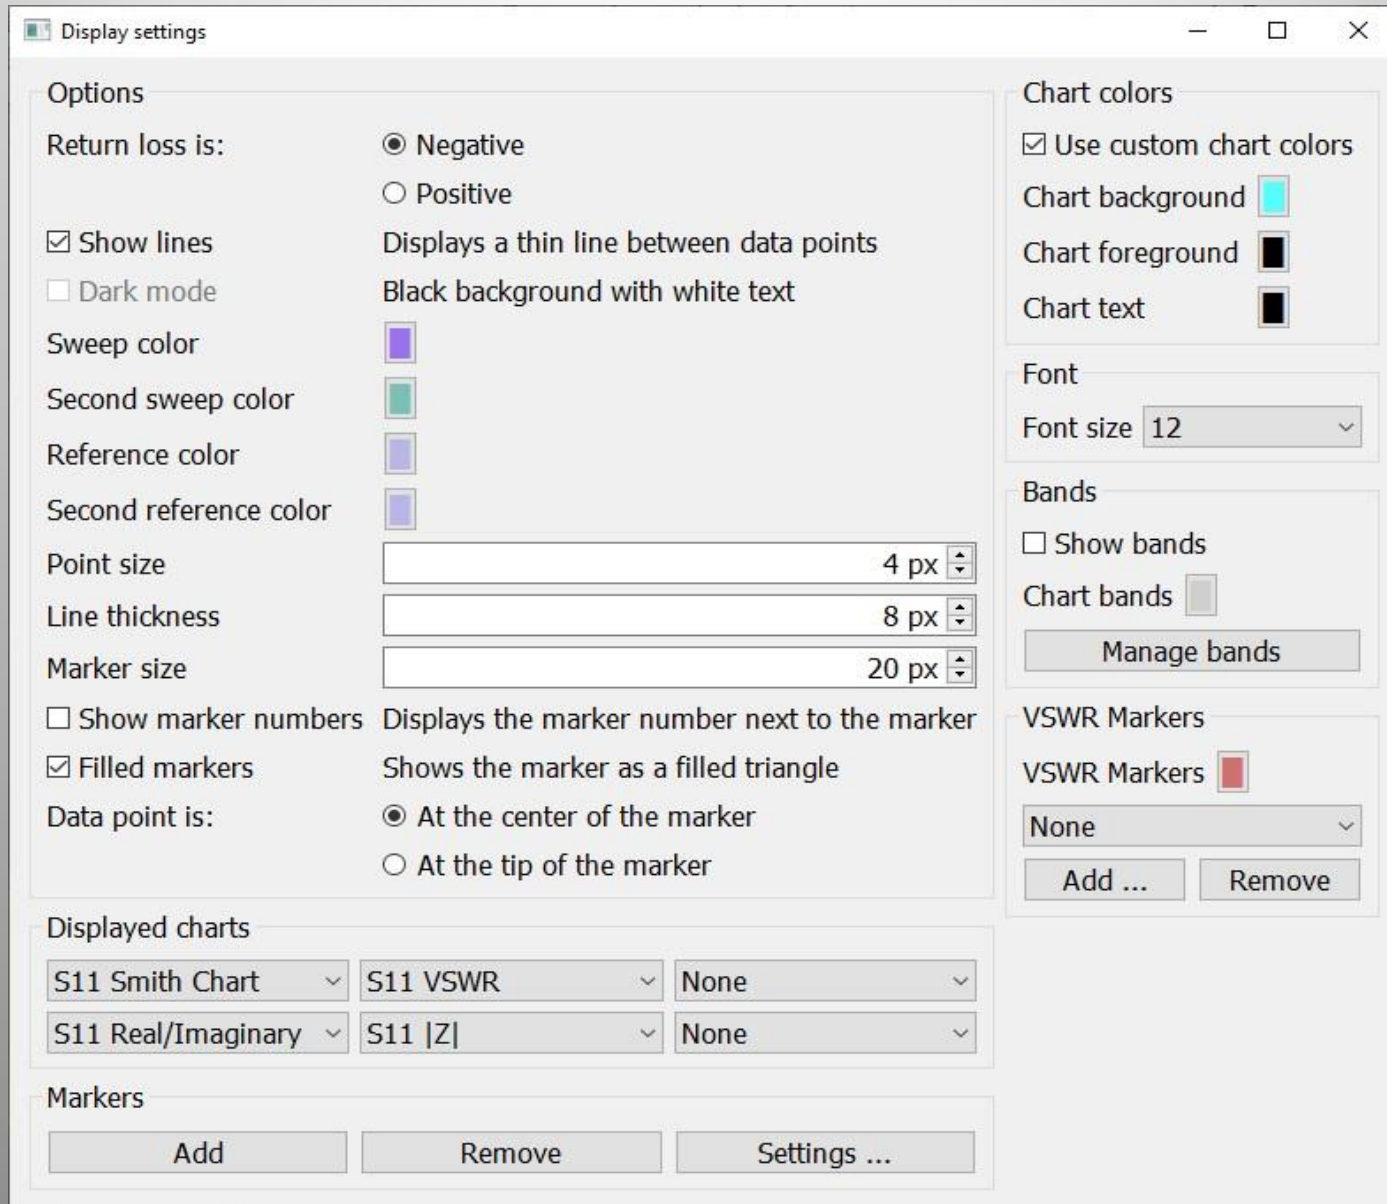 Display settings
Options
Return loss is:
Negative
Positive
Show lines
Displays a thin line between data points
Dark mode
Black background with white text
Sweep color
Second sweep color
Reference color
Second reference color
Point size
4 px
Line thickness
8 px
Marker size
20 px
Show marker numbers
Displays the marker number next to the marker
Filled markers
Shows the marker as a filled triangle
Data point is:
At the center of the marker
At the tip of the marker
Displayed charts
S11 Smith Chart
S11 VSWR
None
S11 Real/Imaginary
S11 |Z|
None
Markers
Add
Remove
Settings ...
Chart colors
Use custom chart colors
Chart background
Chart foreground
Chart text
Font
Font size
12
Bands
Show bands
Chart bands
Manage bands
VSWR Markers
VSWR Markers
None
Add ...
Remove